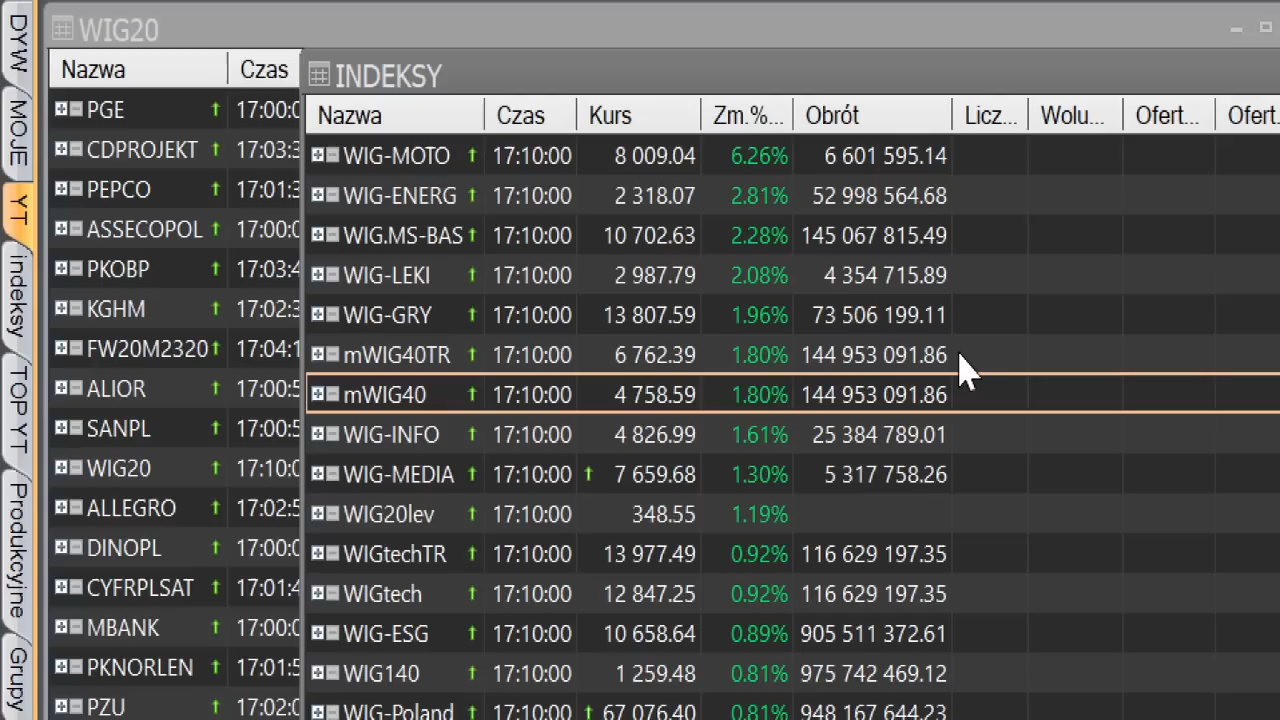 DYW
MOJE
YT
indeksy
TOP YT
Produkcyjne
Grupy
WIG20
Nazwa Czas
PGE 17:00:0
CDPROJEKT 17:03:3
PEPCO 17:01:3
ASSECOPOL 17:00:0
PKOBP 17:03:4
KGHM 17:02:3
FW20M2320 17:04:1
ALIOR 17:00:5
SANPL 17:00:5
WIG20 17:10:0
ALLEGRO 17:02:5
DINOPL 17:00:0
CYFRPLSAT 17:01:4
MBANK 17:00:0
PKNORLEN 17:01:5
PZU 17:02:0
INDEKSY
Nazwa Czas Kurs Zm.%... Obrót Licz... Wolu... Ofert... Ofert.
WIG-MOTO 17:10:00 8 009.04 6.26% 6 601 595.14
WIG-ENERG 17:10:00 2 318.07 2.81% 52 998 564.68
WIG.MS-BAS 17:10:00 10 702.63 2.28% 145 067 815.49
WIG-LEKI 17:10:00 2 987.79 2.08% 4 354 715.89
WIG-GRY 17:10:00 13 807.59 1.96% 73 506 199.11
mWIG40TR 17:10:00 6 762.39 1.80% 144 953 091.86
mWIG40 17:10:00 4 758.59 1.80% 144 953 091.86
WIG-INFO 17:10:00 4 826.99 1.61% 25 384 789.01
WIG-MEDIA 17:10:00 7 659.68 1.30% 5 317 758.26
WIG20lev 17:10:00 348.55 1.19%
WIGtechTR 17:10:00 13 977.49 0.92% 116 629 197.35
WIGtech 17:10:00 12 847.25 0.92% 116 629 197.35
WIG-ESG 17:10:00 10 658.64 0.89% 905 511 372.61
WIG140 17:10:00 1 259.48 0.81% 975 742 469.12
WIG-Poland 17:10:00 67 076.40 0.81% 948 167 644.23